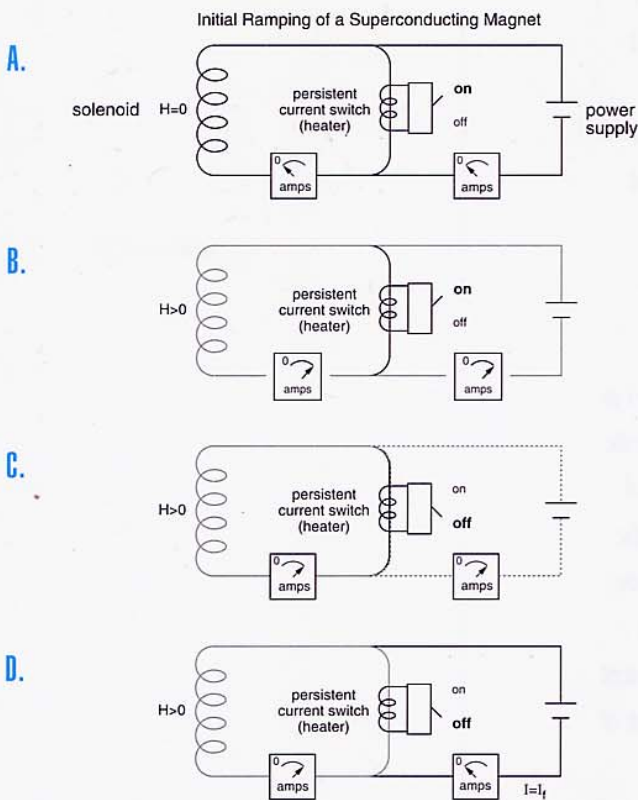 Initial Ramping of a Superconducting Magnet
A.
solenoid
H=0
persistent
current switch
(heater)
on
off
power
supply
0
amps
0
amps
B.
H>0
persistent
current switch
(heater)
on
off
0
amps
0
amps
C.
H>0
persistent
current switch
(heater)
on
off
0
amps
0
amps
D.
H>0
persistent
current switch
(heater)
on
off
0
amps
0
amps
I=If